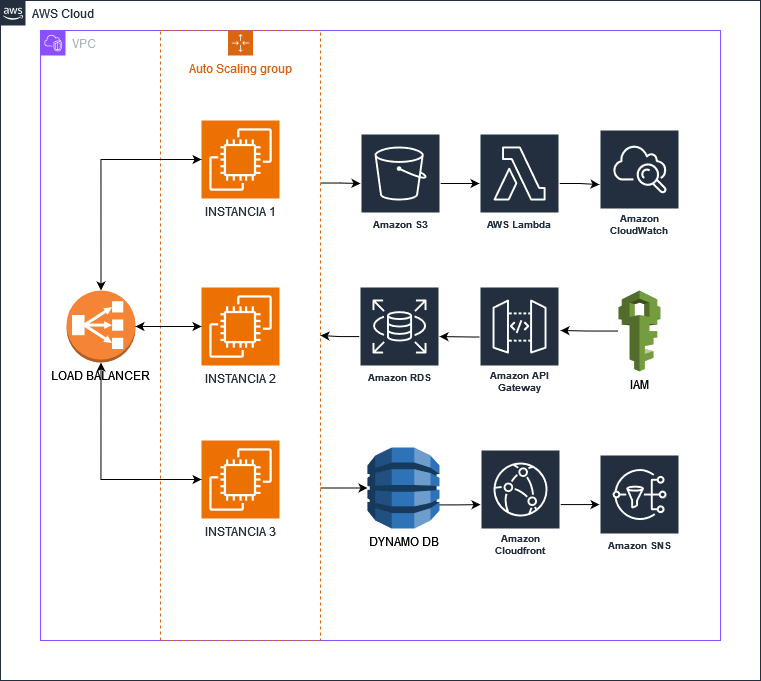 aws
AWS Cloud
VPC
Auto Scaling group
INSTANCIA 1
Amazon S3
AWS Lambda
Amazon
CloudWatch
LOAD BALANCER
INSTANCIA 2
Amazon RDS
Amazon API
Gateway
IAM
INSTANCIA 3
DYNAMO DB
Amazon
Cloudfront
Amazon SNS